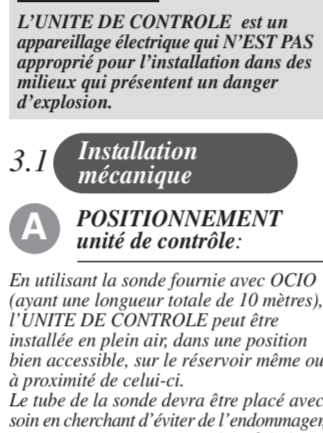 L'UNITE DE CONTROLE est un
appareillage électrique qui N'EST PAS
approprié pour l'installation dans des
milieux qui présentent un danger
d'explosion.
3.1 Installation
mécanique
A POSITIONNEMENT
unité de contrôle:
En utilisant la sonde fournie avec OCIO
(ayant une longueur totale de 10 mètres),
l'UNITE DE CONTROLE peut être
installée en plein air, dans une position
bien accessible, sur le réservoir même ou
à proximité de celui-ci.
Le tube de la sonde devra être placé avec
soin en cherchant d'éviter de l'endommager,